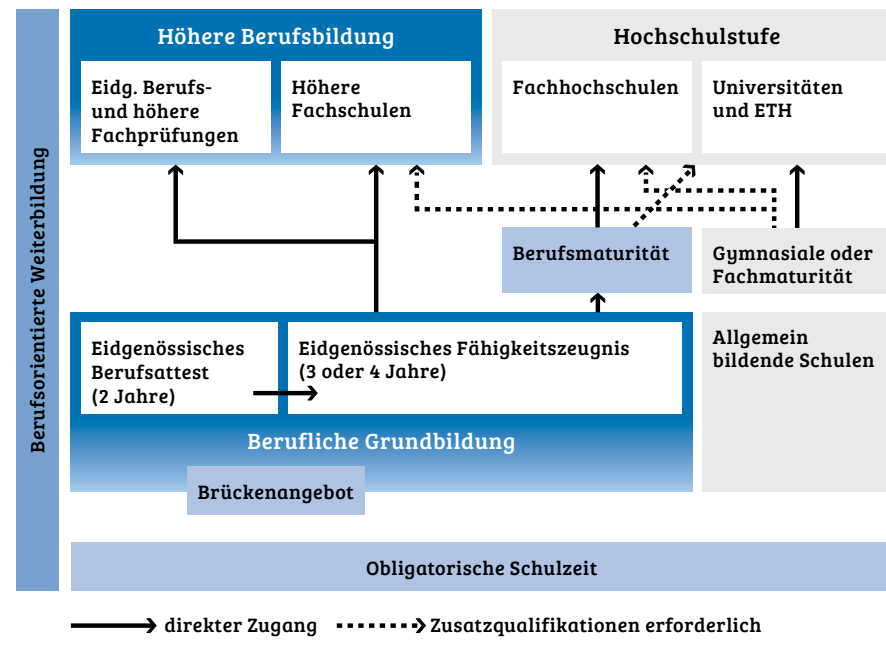 Höhere Berufsbildung
Hochschulstufe
Eidg. Berufs-
und höhere
Fachprüfungen
Höhere
Fachschulen
Fachhochschulen
Universitäten
und ETH
Berufsorientierte Weiterbildung
Berufsmaturität
Gymnasiale oder
Fachmaturität
Eidgenössisches
Berufsattest
(2 Jahre)
Eidgenössisches Fähigkeitszeugnis
(3 oder 4 Jahre)
Allgemein
bildende Schulen
Berufliche Grundbildung
Brückenangebot
Obligatorische Schulzeit
direkter Zugang
Zusatzqualifikationen erforderlich